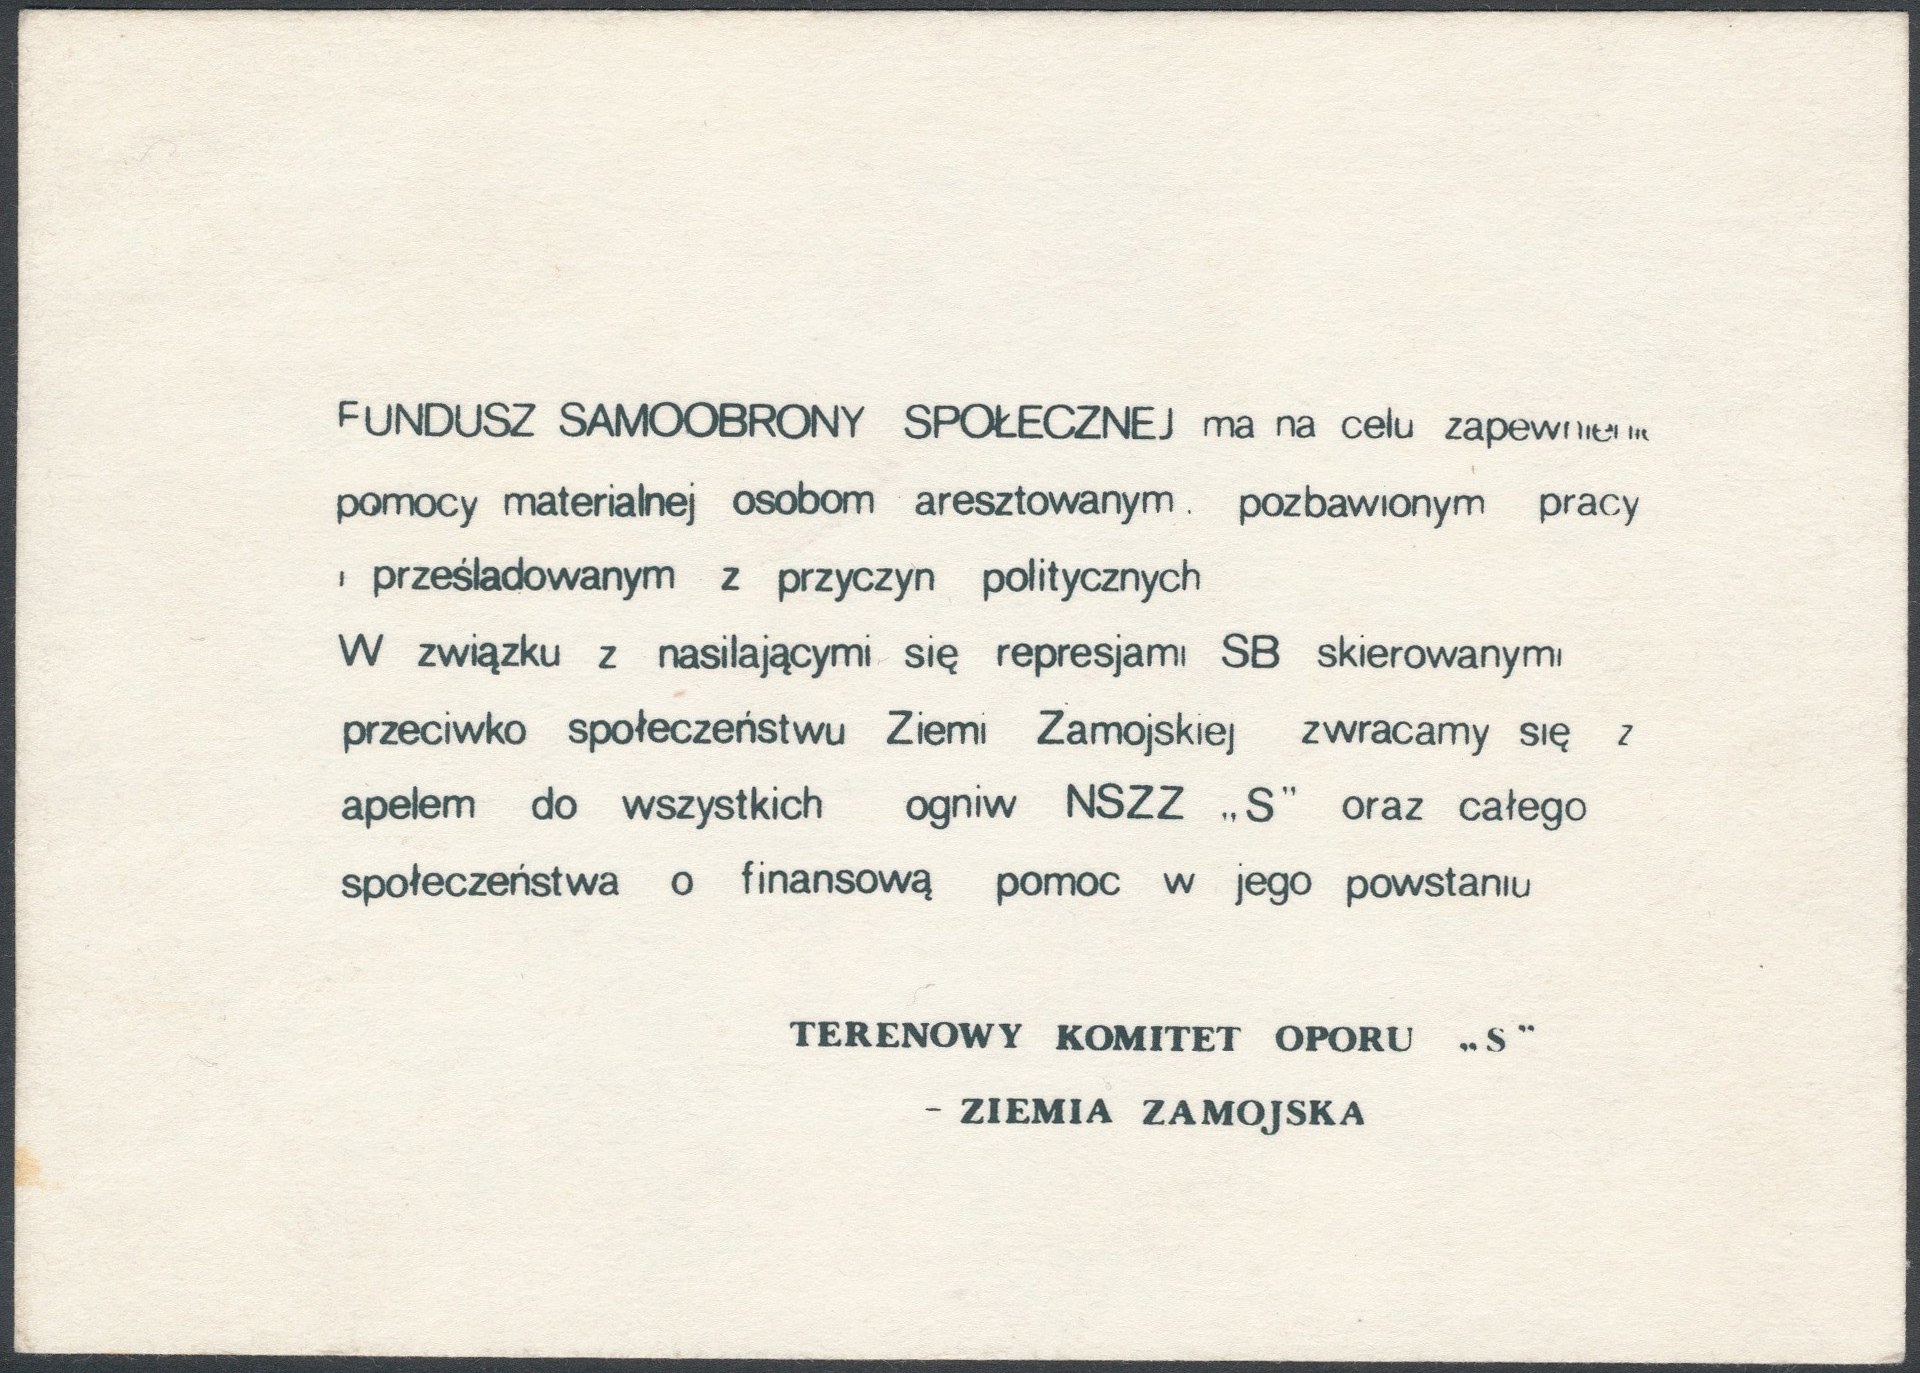 FUNDUSZ SAMOOBRONY SPOŁECZNEJ ma na celu zapewnienie
pomocy materialnej osobom aresztowanym. pozbawionym pracy
i prześladowanym z przyczyn politycznych
W związku z nasilającymi się represjami SB skierowanymi
przeciwko społeczeństwu Ziemi Zamojskiej zwracamy się z
apelem do wszystkich ogniw NSZZ „S" oraz całego
społeczeństwa o finansową pomoc w jego powstaniu
TERENOWY KOMITET OPORU „S"
- ZIEMIA ZAMOJSKA